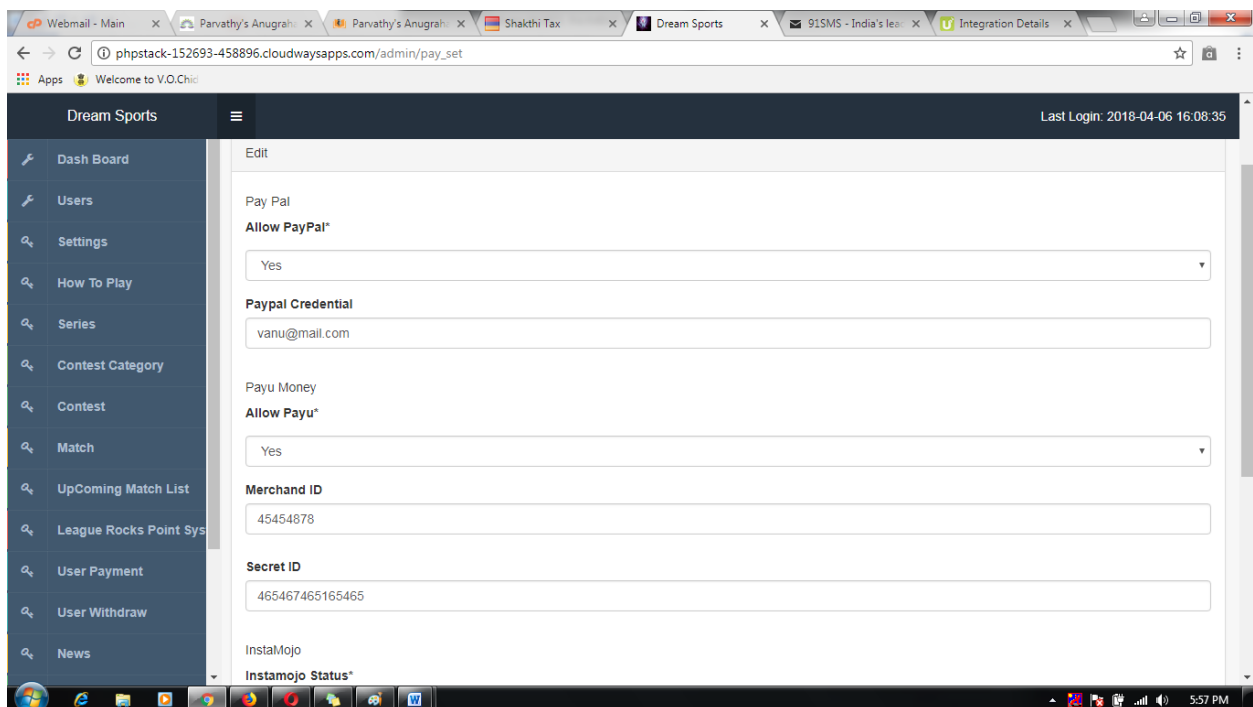 Webmail - Main
Parvathy's Anugraha
Parvathy's Anugraha
Shakthi Tax
Dream Sports
91SMS - India's lead
Integration Details
phpstack-152693-458896.cloudwaysapps.com/admin/pay_set
Apps Welcome to V.O.Chid
Dream Sports
Last Login: 2018-04-06 16:08:35
Dash Board
Users
Settings
How To Play
Series
Contest Category
Contest
Match
UpComing Match List
League Rocks Point Sys
User Payment
User Withdraw
News
Edit
Pay Pal
Allow PayPal*
Yes
Paypal Credential
vanu@mail.com
Payu Money
Allow Payu*
Yes
Merchand ID
45454878
Secret ID
465467465165465
InstaMojo
Instamojo Status*
5:57 PM